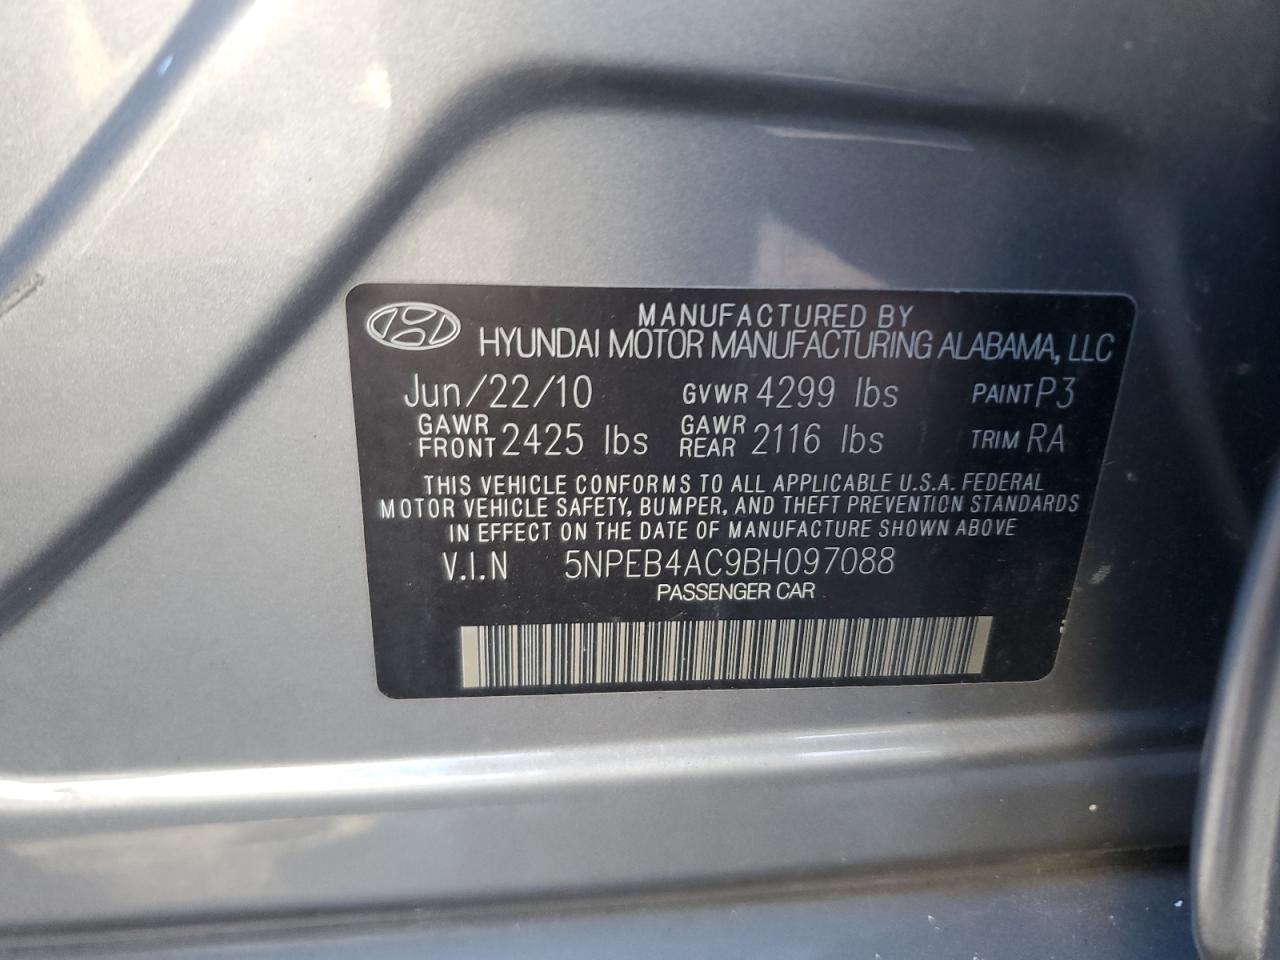 MANUFACTURED BY
HYUNDAI MOTOR MANUFACTURING ALABAMA, LLC
Jun/22/10 GVWR 4299 lbs PAINT P3
GAWR FRONT 2425 lbs GAWR REAR 2116 lbs TRIM RA
THIS VEHICLE CONFORMS TO ALL APPLICABLE U.S.A. FEDERAL
MOTOR VEHICLE SAFETY, BUMPER, AND THEFT PREVENTION STANDARDS
IN EFFECT ON THE DATE OF MANUFACTURE SHOWN ABOVE
V.I.N 5NPEB4AC9BH097088
PASSENGER CAR